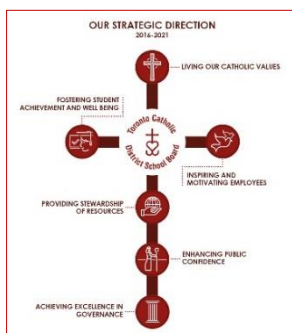 OUR STRATEGIC DIRECTION
2016-2021
LIVING OUR CATHOLIC VALUES
FOSTERING STUDENT
ACHIEVEMENT AND WELL BEING
Toronto Catholic
District School Board
INSPIRING AND
MOTIVATING EMPLOYEES
PROVIDING STEWARDSHIP
OF RESOURCES
ENHANCING PUBLIC
CONFIDENCE
ACHIEVING EXCELLENCE IN
GOVERNANCE